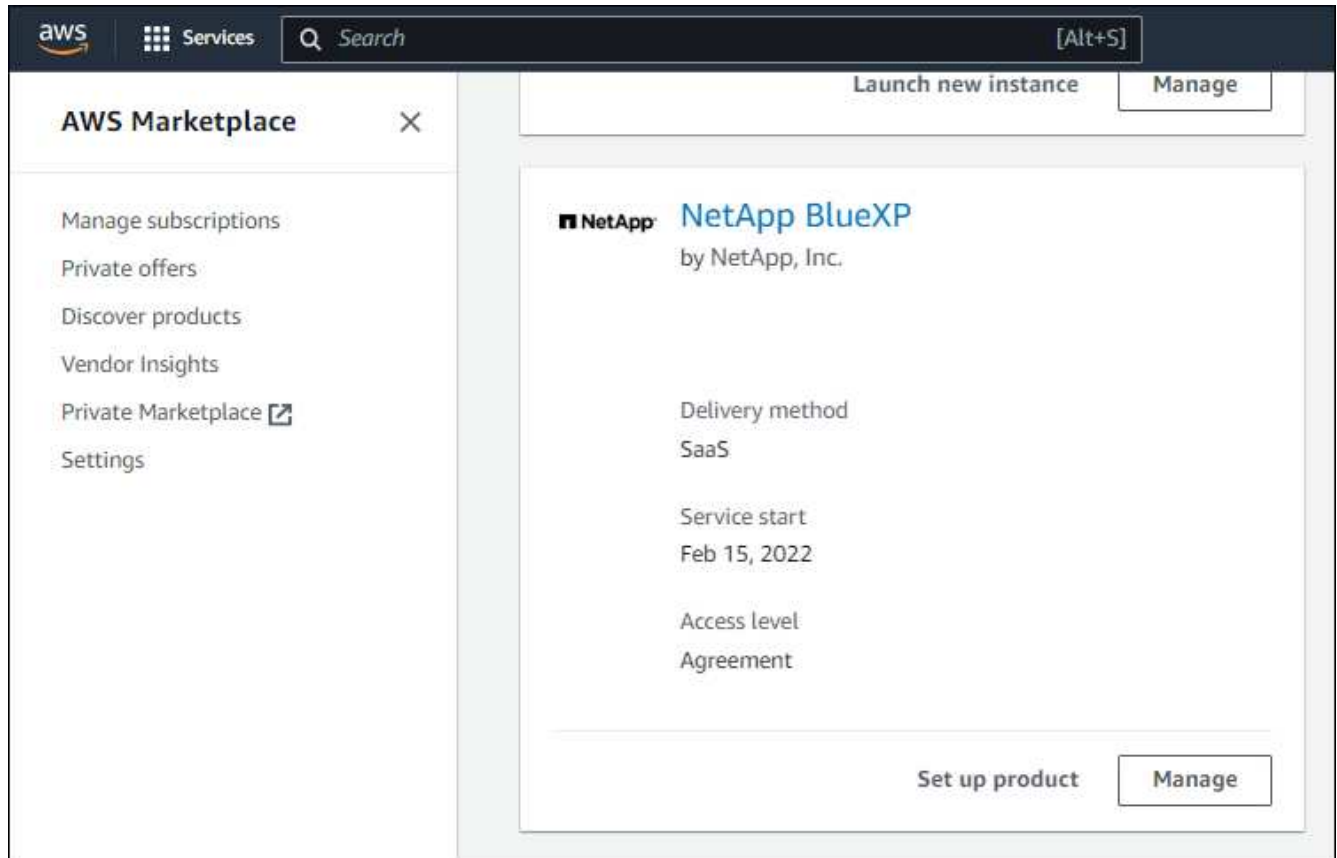 aws
Services
Search
[Alt+S]
AWS Marketplace
Manage subscriptions
Private offers
Discover products
Vendor Insights
Private Marketplace
Settings
Launch new instance
Manage
NetApp
NetApp BlueXP
by NetApp, Inc.
Delivery method
SaaS
Service start
Feb 15, 2022
Access level
Agreement
Set up product
Manage